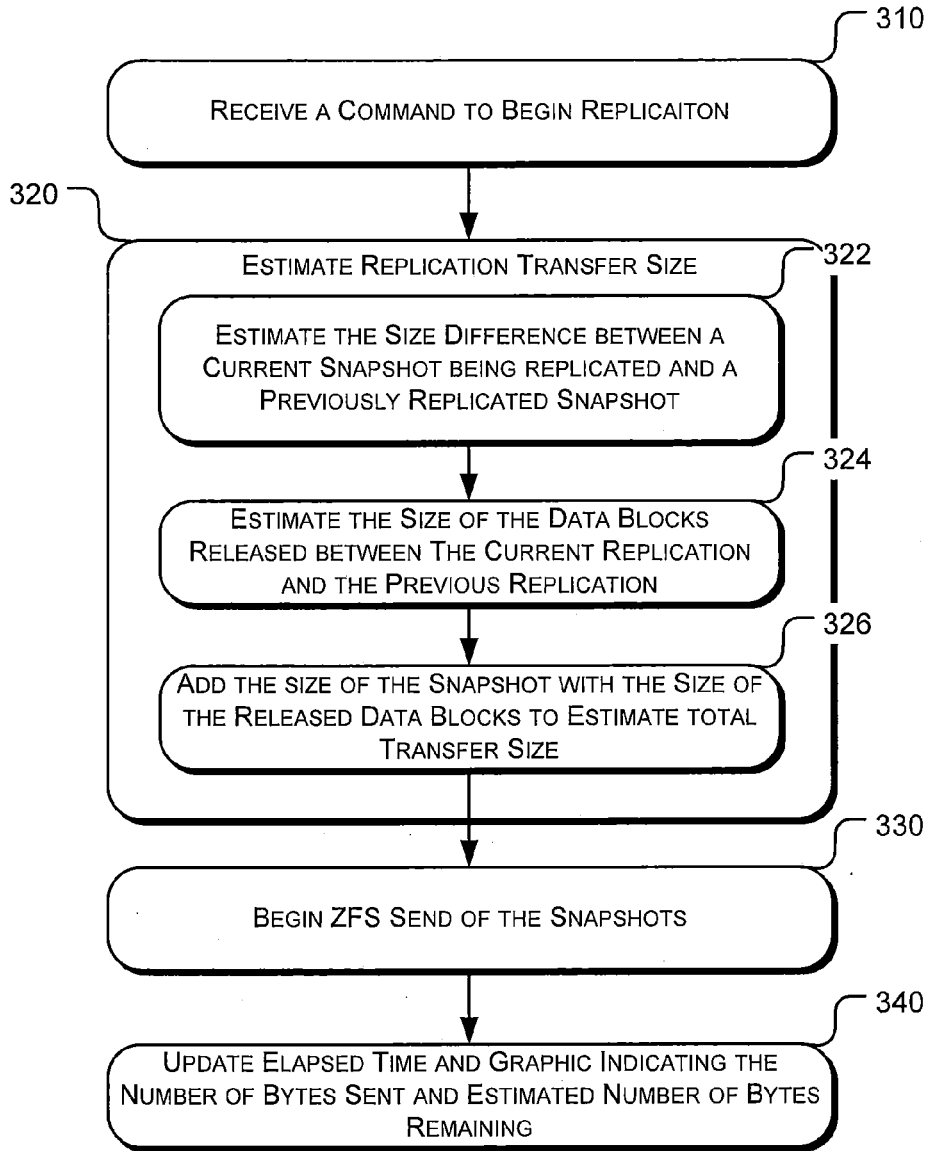 310
RECEIVE A COMMAND TO BEGIN REPLICAITON
320
ESTIMATE REPLICATION TRANSFER SIZE
322
ESTIMATE THE SIZE DIFFERENCE BETWEEN A
CURRENT SNAPSHOT BEING REPLICATED AND A
PREVIOUSLY REPLICATED SNAPSHOT
324
ESTIMATE THE SIZE OF THE DATA BLOCKS
RELEASED BETWEEN THE CURRENT REPLICATION
AND THE PREVIOUS REPLICATION
326
ADD THE SIZE OF THE SNAPSHOT WITH THE SIZE OF
THE RELEASED DATA BLOCKS TO ESTIMATE TOTAL
TRANSFER SIZE
330
BEGIN ZFS SEND OF THE SNAPSHOTS
340
UPDATE ELAPSED TIME AND GRAPHIC INDICATING THE
NUMBER OF BYTES SENT AND ESTIMATED NUMBER OF BYTES
REMAINING